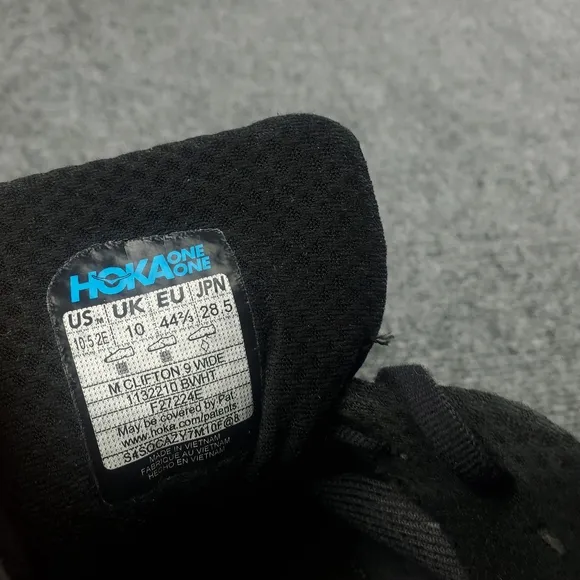 HOKA ONE ONE
US M UK EU JPN
10.5 2E 10 44⅔ 28.5
M CLIFTON 9 WIDE
1132210 BWHT
F27224E
May be covered by Pat
www.hoka.com/patents
MADE IN VIETNAM
FABRIQUÉ AU VIETNAM
HECHO EN VIETNAM